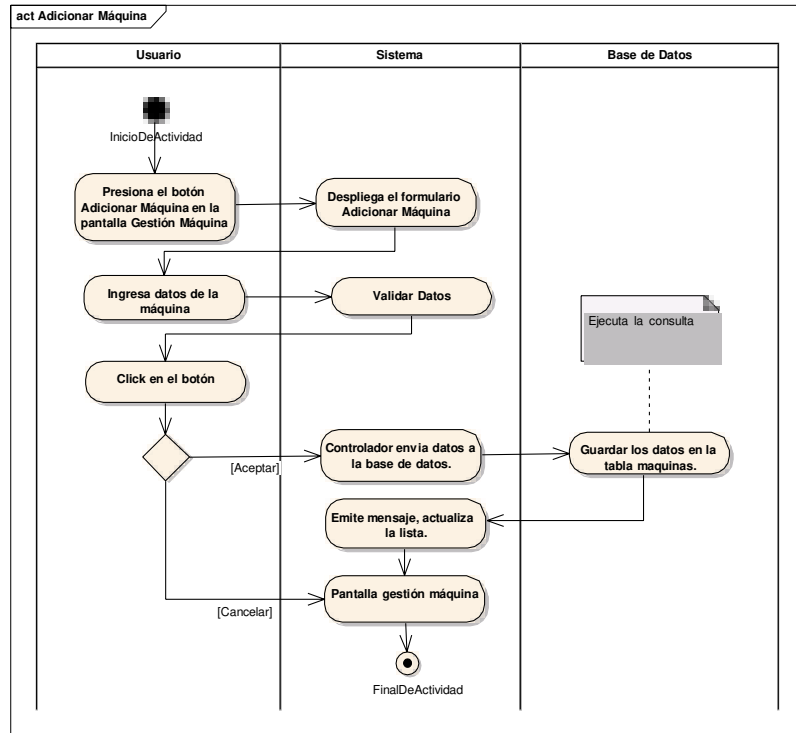 act Adicionar Máquina
Usuario
Sistema
Base de Datos
InicioDeActividad
Presiona el botón
Adicionar Máquina en la
pantalla Gestión Máquina
Despliega el formulario
Adicionar Máquina
Ingresa datos de la
máquina
Validar Datos
Ejecuta la consulta
Click en el botón
[Aceptar]
Controlador envia datos a
la base de datos.
Guardar los datos en la
tabla maquinas.
Emite mensaje, actualiza
la lista.
Pantalla gestión máquina
[Cancelar]
FinalDeActividad